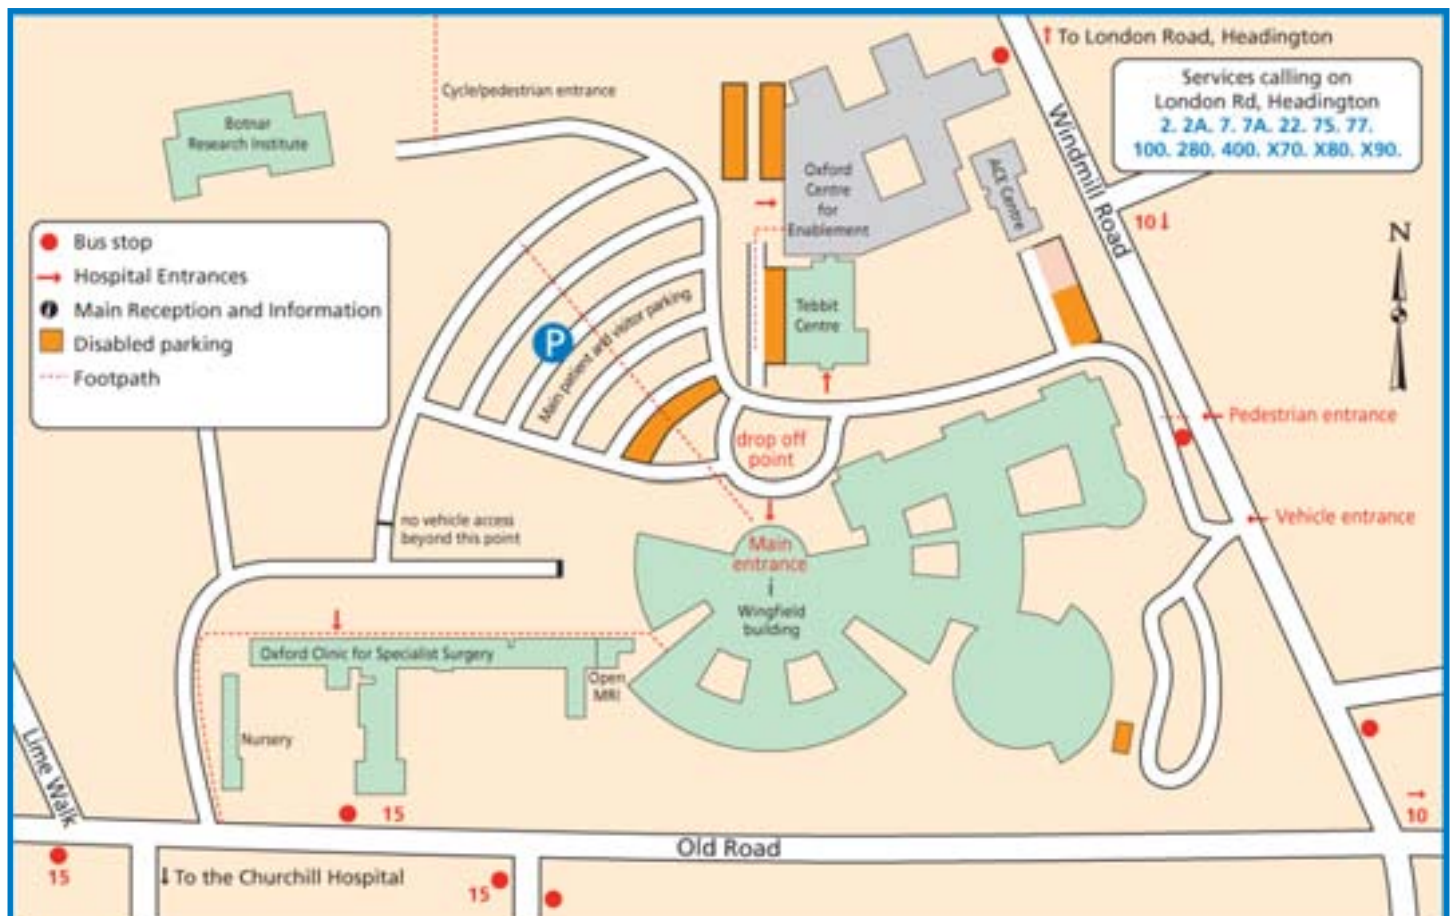 To London Road, Headington
Services calling on
London Rd, Headington
2. 2A. 7. 7A. 22. 75. 77.
100. 280. 400. X70. X80. X90.
Cycle/pedestrian entrance
Botnar
Research Institute
Oxford
Centre
for
Enablement
ACE Centre
Windmill Road
10
N
Bus stop
Hospital Entrances
i Main Reception and Information
Disabled parking
Footpath
P
Main patient and visitor parking
Tebbit
Centre
drop off
point
Pedestrian entrance
Vehicle entrance
no vehicle access
beyond this point
Main
entrance
i
Wingfield
building
Oxford Clinic for Specialist Surgery
Open
MRI
Nursery
Lime Walk
15
10
Old Road
15
To the Churchill Hospital
15